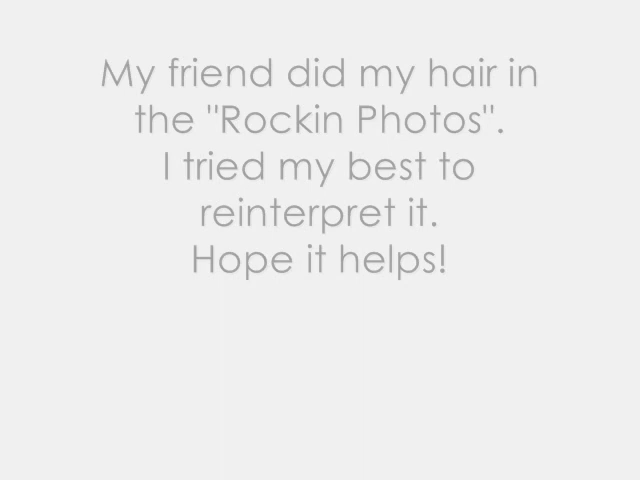 My friend did my hair in
the "Rockin Photos".
I tried my best to
reinterpret it.
Hope it helps!